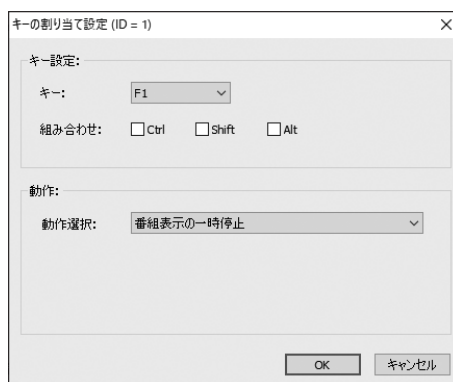 キーの割り当て設定 (ID = 1)
キー設定:
キー: F1
組み合わせ: Ctrl Shift Alt
動作:
動作選択: 番組表示の一時停止
OK キャンセル